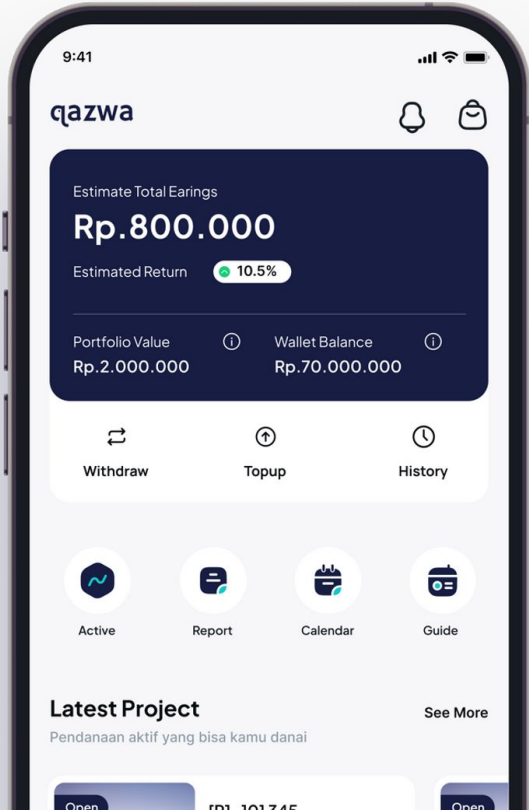 9:41
qazwa
Estimate Total Earings
Rp.800.000
Estimated Return 10.5%
Portfolio Value Wallet Balance
Rp.2.000.000 Rp.70.000.000
Withdraw Topup History
Active Report Calendar Guide
Latest Project See More
Pendanaan aktif yang bisa kamu danai
Open Open